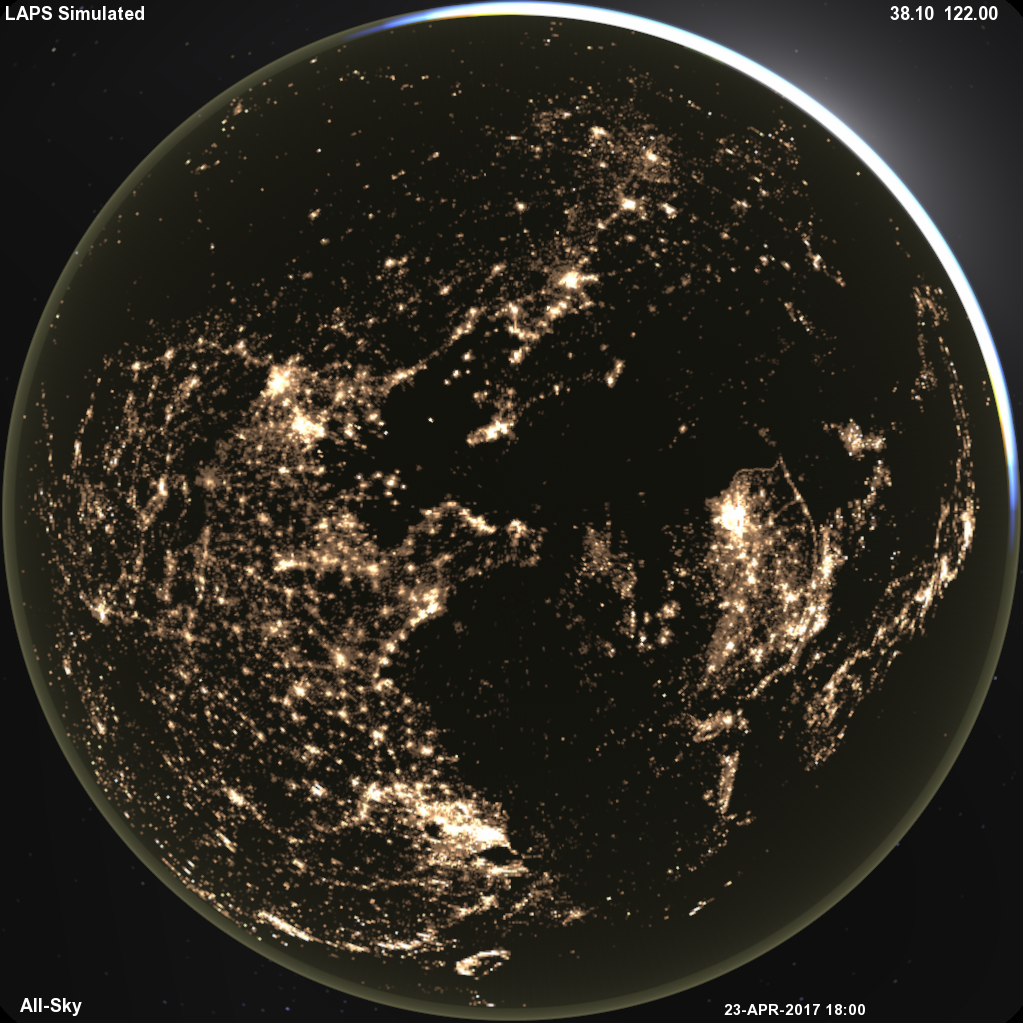 LAPS Simulated
38.10 122.00
All-Sky
23-APR-2017 18:00